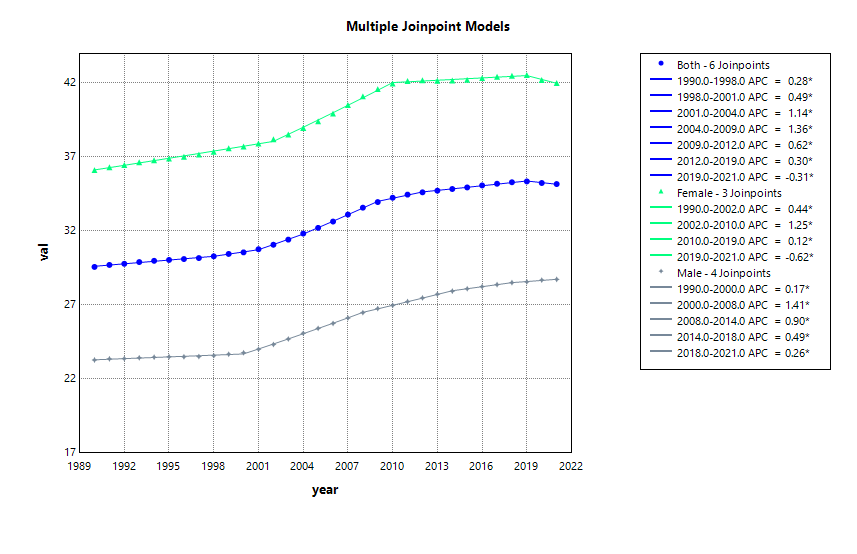 Multiple Joinpoint Models
42
37
32
27
22
17
1989 1992 1995 1998 2001 2004 2007 2010 2013 2016 2019 2022
val
year
Both - 6 Joinpoints
1990.0-1998.0 APC = 0.28*
1998.0-2001.0 APC = 0.49*
2001.0-2004.0 APC = 1.14*
2004.0-2009.0 APC = 1.36*
2009.0-2012.0 APC = 0.62*
2012.0-2019.0 APC = 0.30*
2019.0-2021.0 APC = -0.31*
Female - 3 Joinpoints
1990.0-2002.0 APC = 0.44*
2002.0-2010.0 APC = 1.25*
2010.0-2019.0 APC = 0.12*
2019.0-2021.0 APC = -0.62*
Male - 4 Joinpoints
1990.0-2000.0 APC = 0.17*
2000.0-2008.0 APC = 1.41*
2008.0-2014.0 APC = 0.90*
2014.0-2018.0 APC = 0.49*
2018.0-2021.0 APC = 0.26*